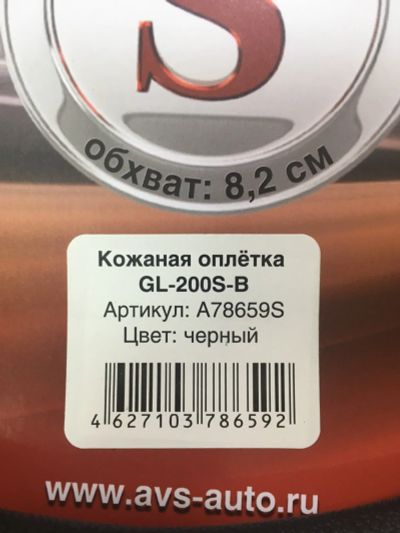 S
обхват: 8,2 см
Кожаная оплётка
GL-200S-B
Артикул: A78659S
Цвет: черный
4 627103 786592
www.avs-auto.ru